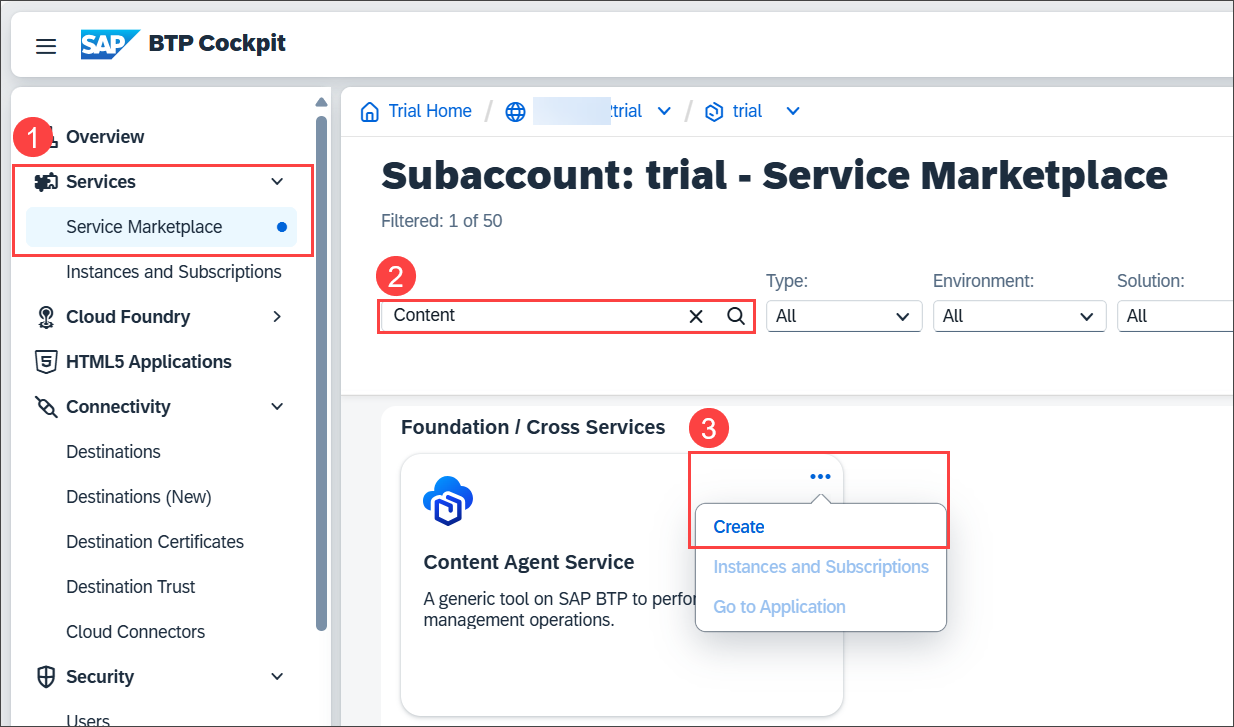 SAP BTP Cockpit
1
Overview
Services
Service Marketplace
Instances and Subscriptions
Cloud Foundry
HTML5 Applications
Connectivity
Destinations
Destinations (New)
Destination Certificates
Destination Trust
Cloud Connectors
Security
Users
Trial Home / trial / trial
Subaccount: trial - Service Marketplace
Filtered: 1 of 50
2
Type: Environment: Solution:
Content All All All
Foundation / Cross Services
3
Create
Instances and Subscriptions
Go to Application
Content Agent Service
A generic tool on SAP BTP to
management operations.